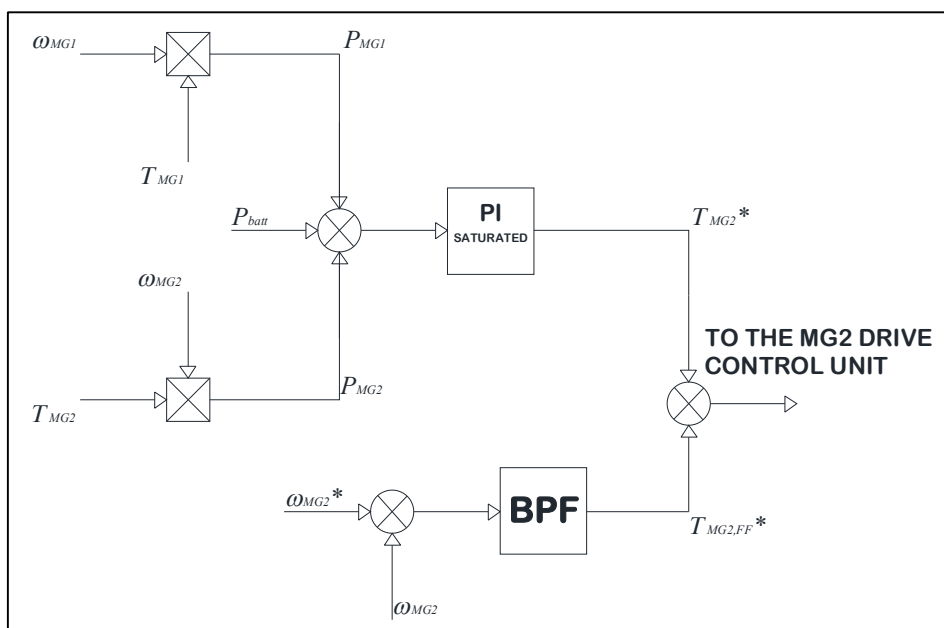 ωMG1
PMG1
TMG1
PI
SATURATED
TMG2*
Pbatt
ωMG2
TO THE MG2 DRIVE
CONTROL UNIT
PMG2
TMG2
BPF
ωMG2*
TMG2,FF*
ωMG2